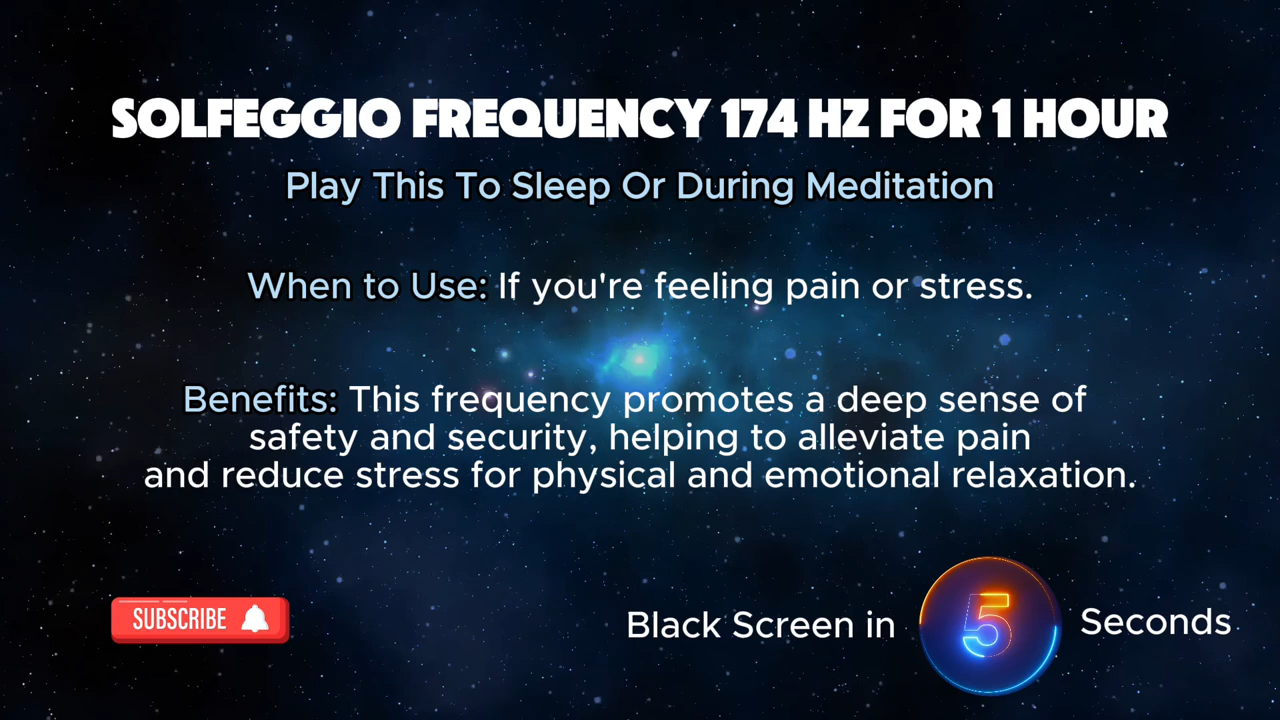 SOLFEGGIO FREQUENCY 174 HZ FOR 1 HOUR
Play This To Sleep Or During Meditation
When to Use: If you're feeling pain or stress.
Benefits: This frequency promotes a deep sense of
safety and security, helping to alleviate pain
and reduce stress for physical and emotional relaxation.
SUBSCRIBE
Black Screen in 5 Seconds